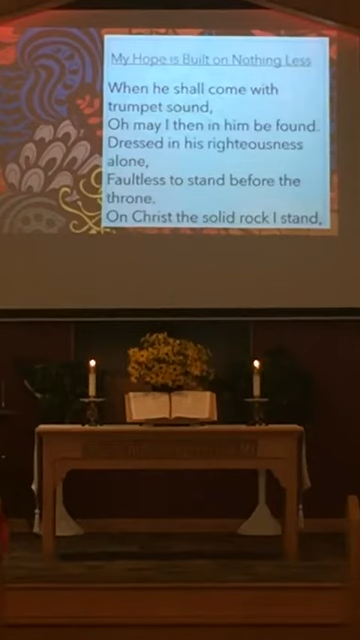 My Hope is Built on Nothing Less
When he shall come with
trumpet sound,
Oh may I then in him be found.
Dressed in his righteousness
alone,
Faultless to stand before the
throne.
On Christ the solid rock I stand,